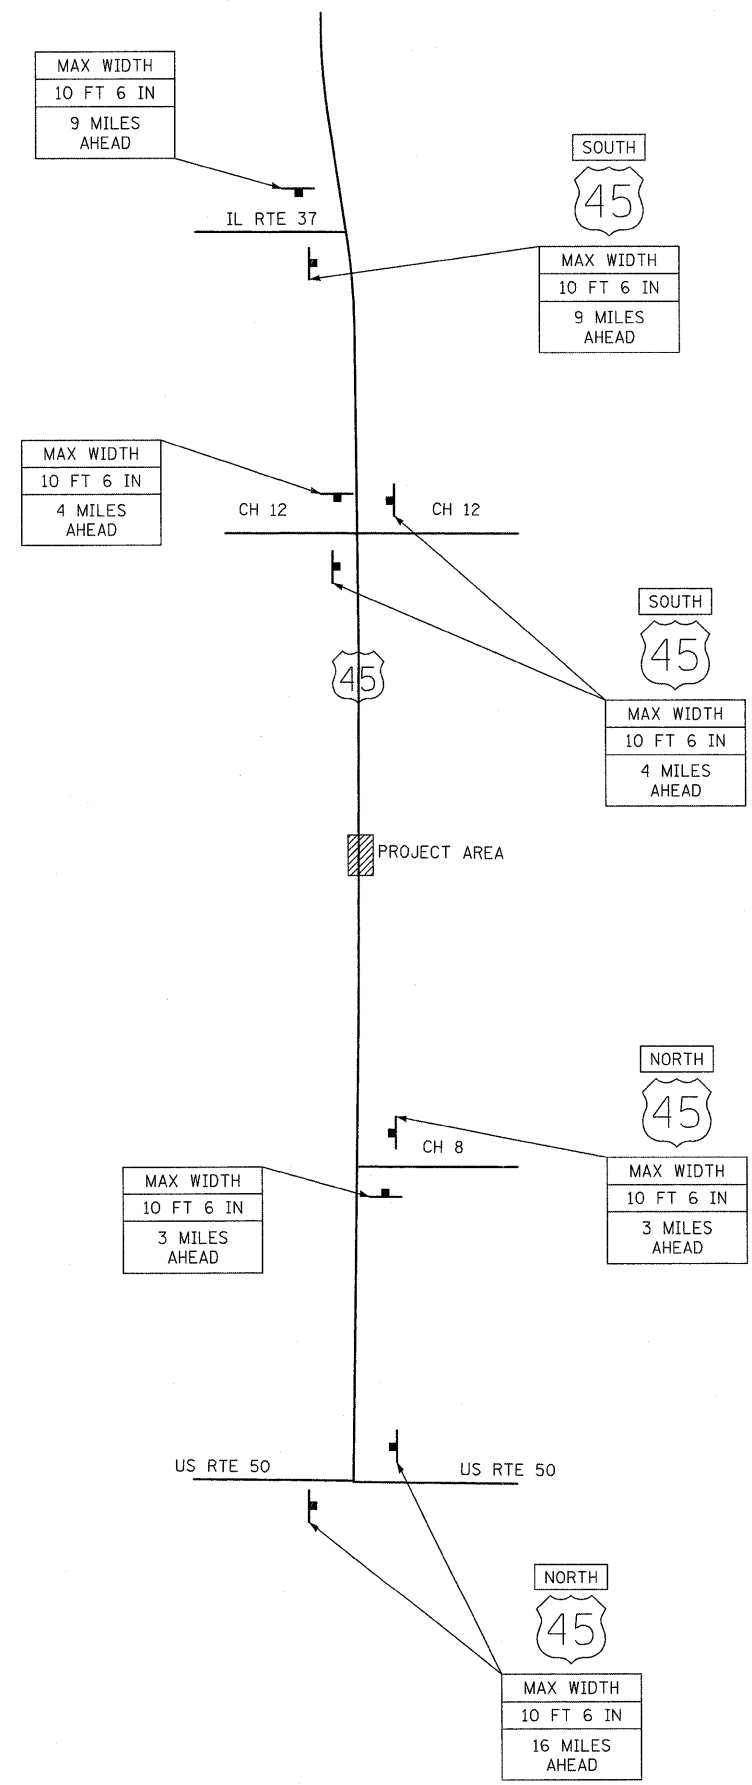 MAX WIDTH
10 FT 6 IN
9 MILES
AHEAD
SOUTH
45
IL RTE 37
MAX WIDTH
10 FT 6 IN
9 MILES
AHEAD
MAX WIDTH
10 FT 6 IN
4 MILES
AHEAD
CH 12
CH 12
SOUTH
45
45
MAX WIDTH
10 FT 6 IN
4 MILES
AHEAD
PROJECT AREA
NORTH
45
CH 8
MAX WIDTH
10 FT 6 IN
3 MILES
AHEAD
MAX WIDTH
10 FT 6 IN
3 MILES
AHEAD
US RTE 50
US RTE 50
NORTH
45
MAX WIDTH
10 FT 6 IN
16 MILES
AHEAD